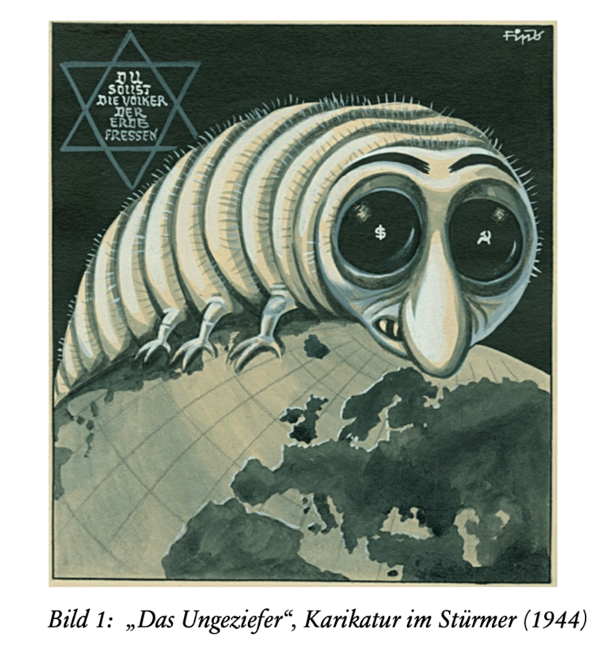 Fips
DU
SOLLST
DIE VÖLKER
DER
ERDE
FRESSEN
$
Bild 1: „Das Ungeziefer“, Karikatur im Stürmer (1944)